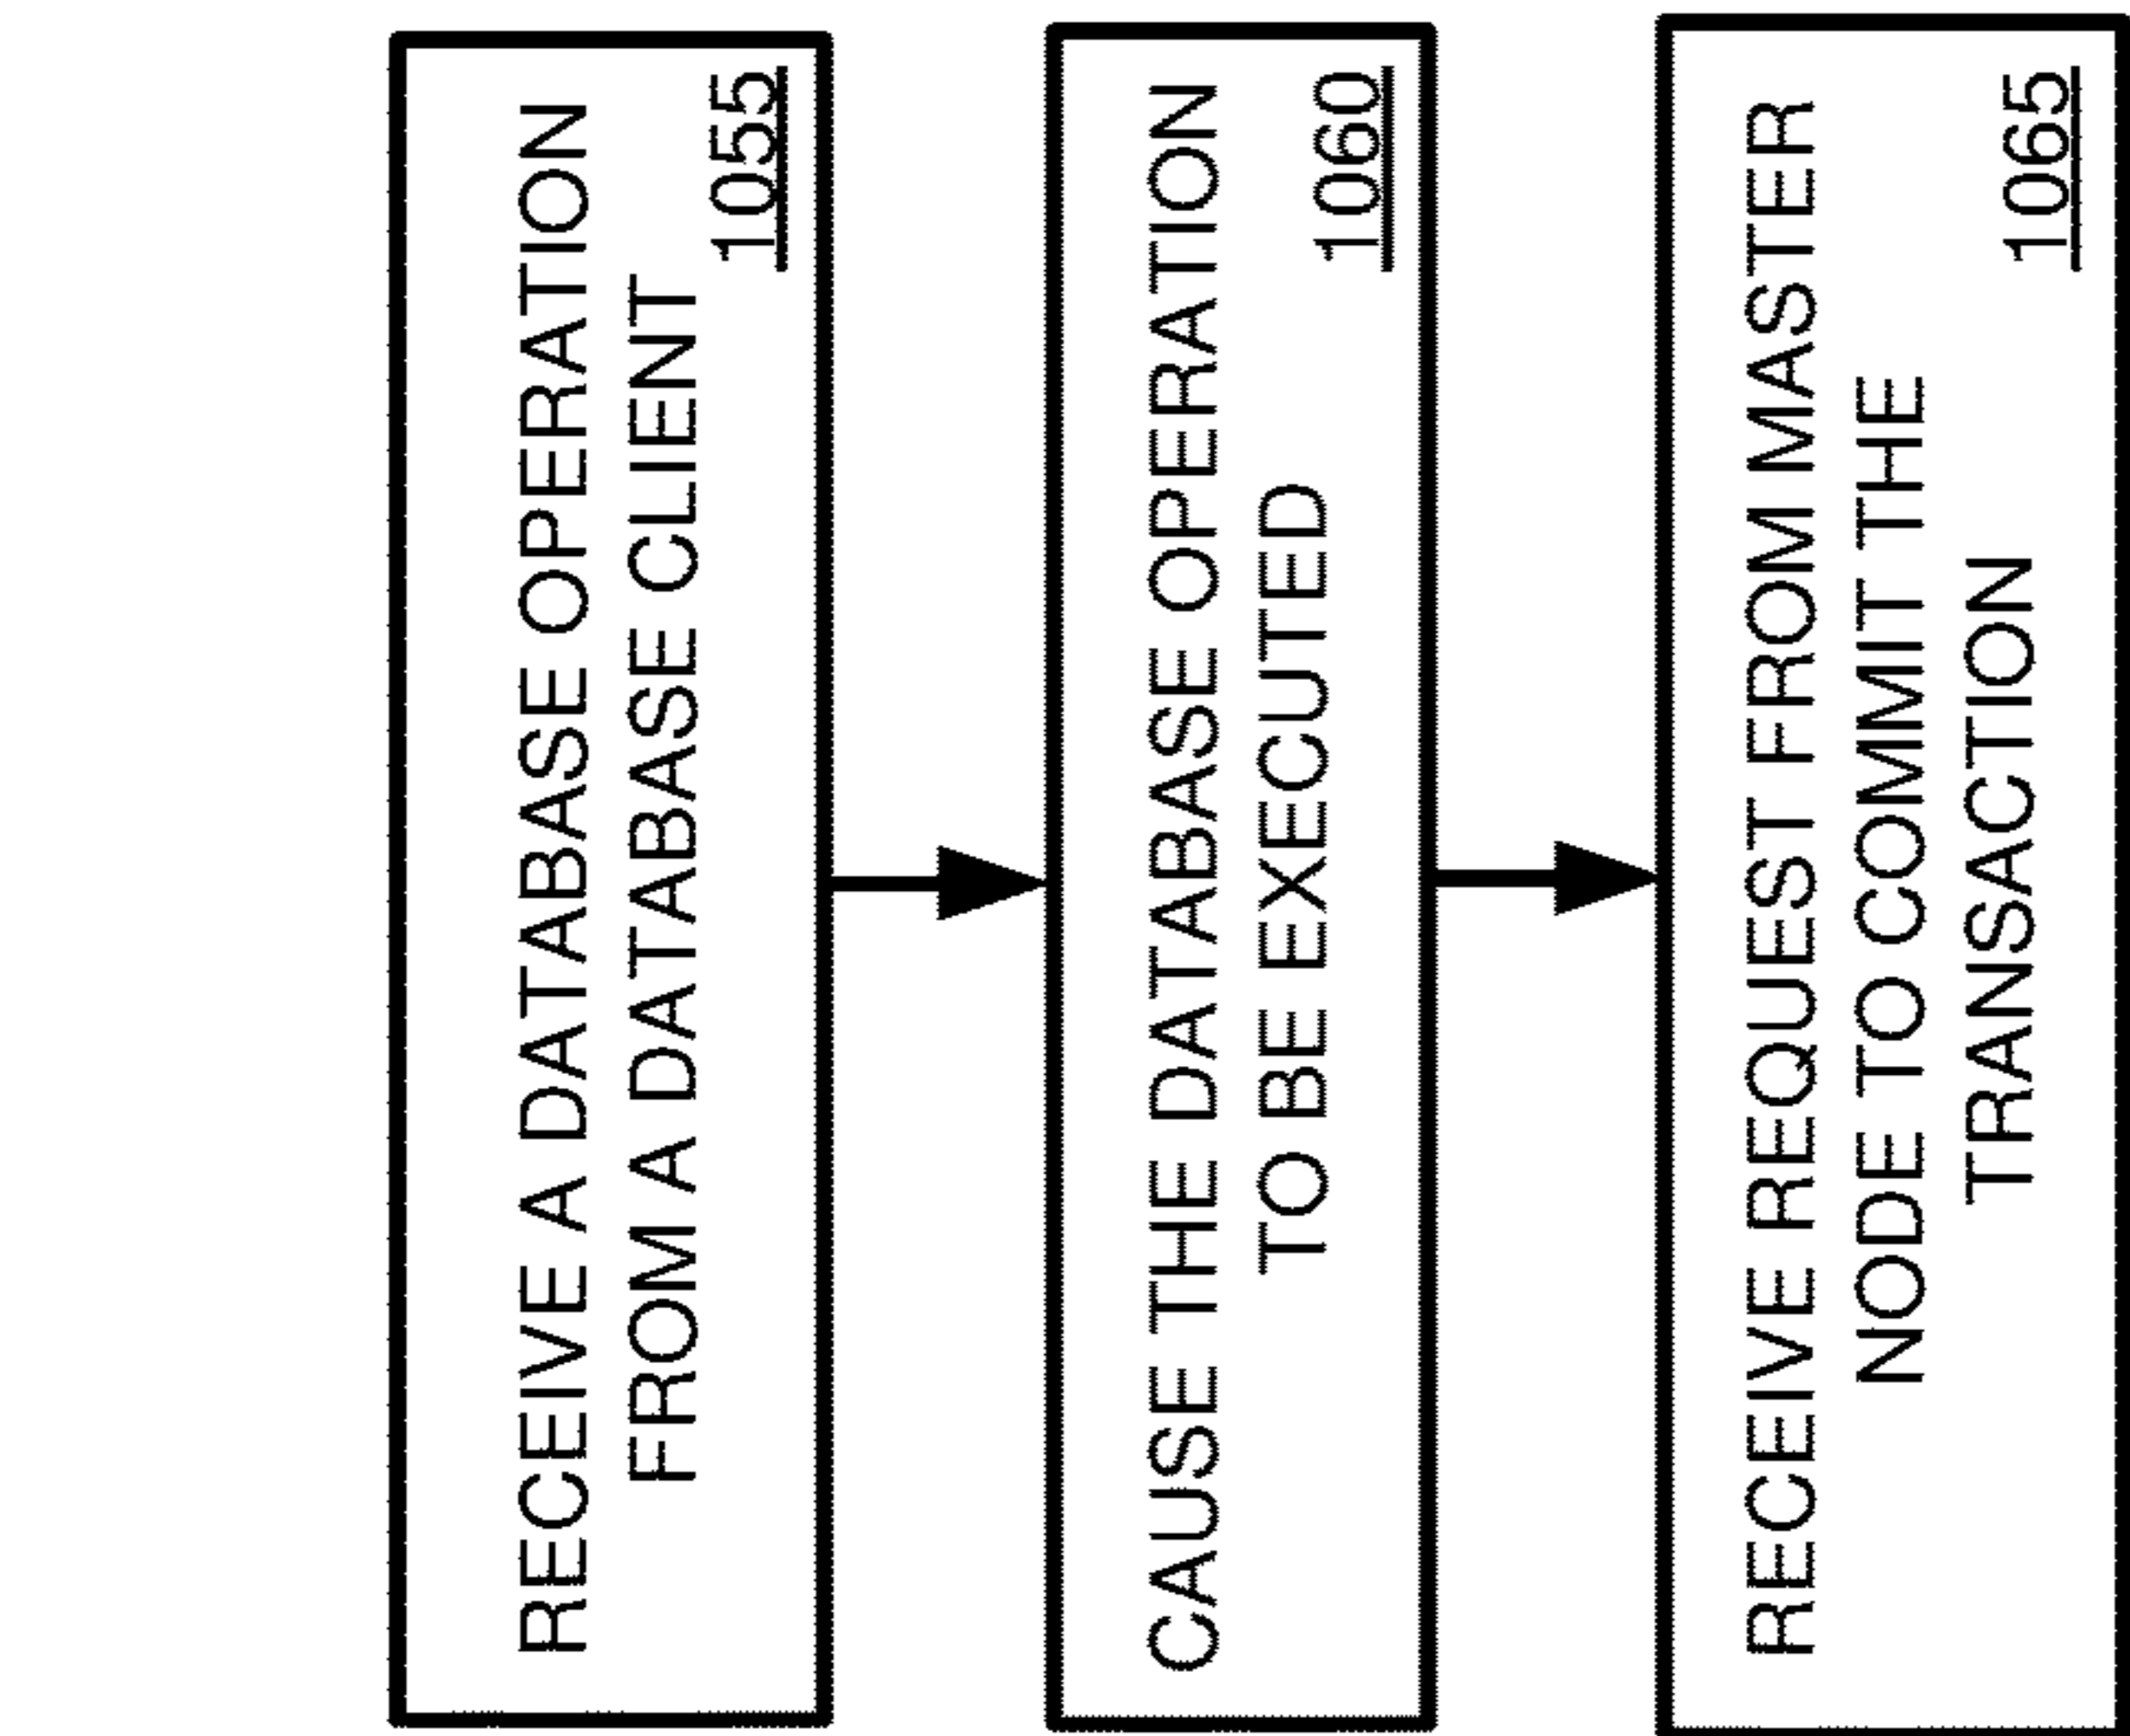 RECEIVE A DATABASE OPERATION
FROM A DATABASE CLIENT
1055
CAUSE THE DATABASE OPERATION
TO BE EXECUTED
1060
RECEIVE REQUEST FROM MASTER
NODE TO COMMIT THE
TRANSACTION
1065